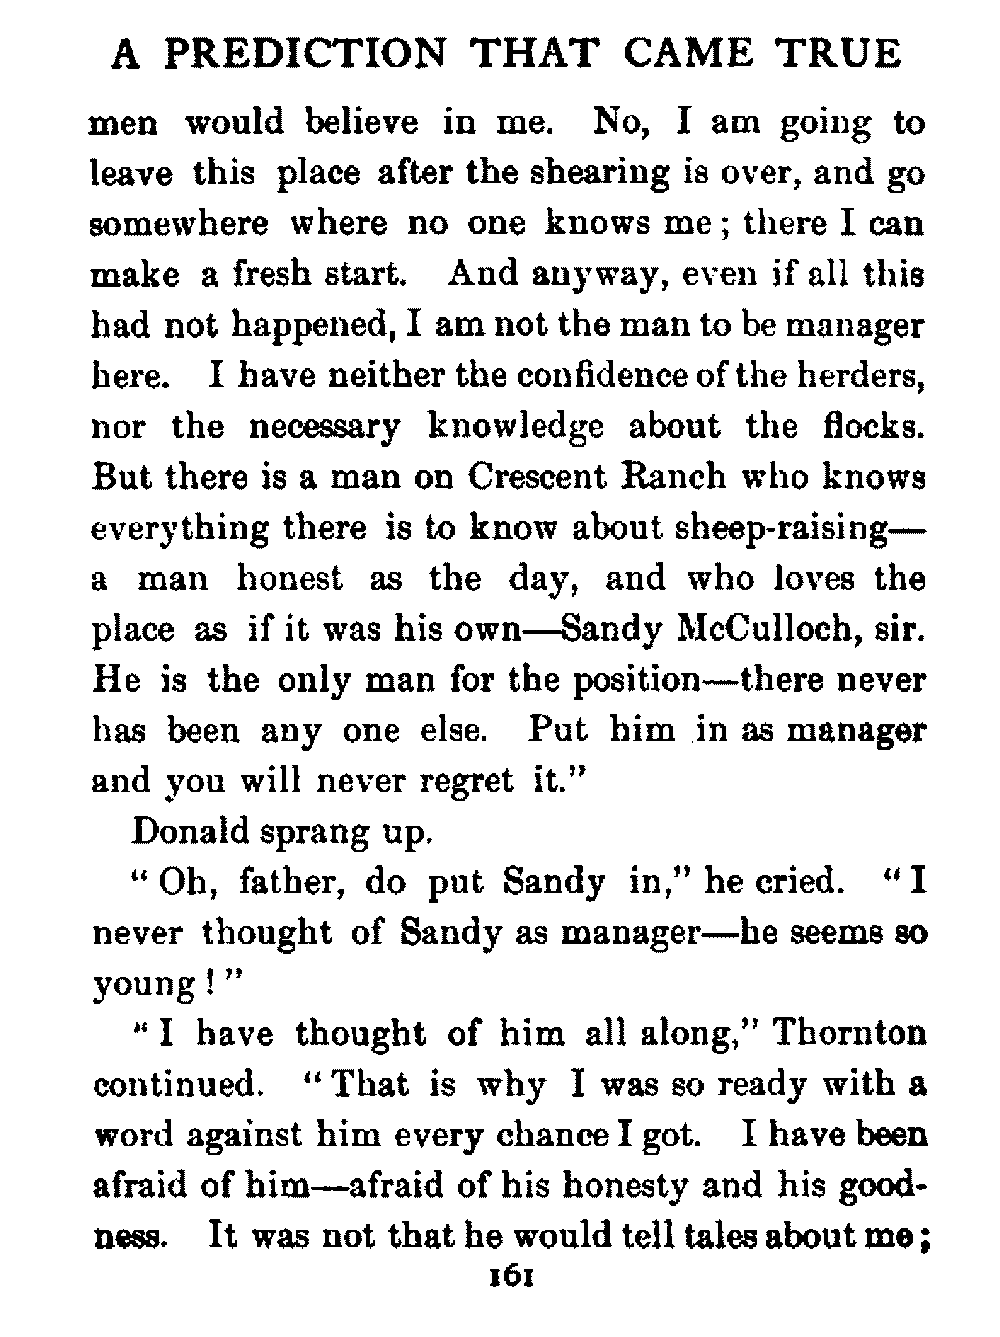 A PREDICTION THAT CAME TRUE
men would believe in me. No, I am going to
leave this place after the shearing is over, and go
somewhere where no one knows me; there I can
make a fresh start. And anyway, even if all this
had not happened, I am not the man to be manager
here. I have neither the confidence of the herders,
nor the necessary knowledge about the flocks.
But there is a man on Crescent Ranch who knows
everything there is to know about sheep-raising—
a man honest as the day, and who loves the
place as if it was his own—Sandy McCulloch, sir.
He is the only man for the position—there never
has been any one else. Put him in as manager
and you will never regret it."
Donald sprang up.
"Oh, father, do put Sandy in," he cried. "I
never thought of Sandy as manager—he seems so
young!"
"I have thought of him all along," Thornton
continued. "That is why I was so ready with a
word against him every chance I got. I have been
afraid of him—afraid of his honesty and his good-
ness. It was not that he would tell tales about me;
161